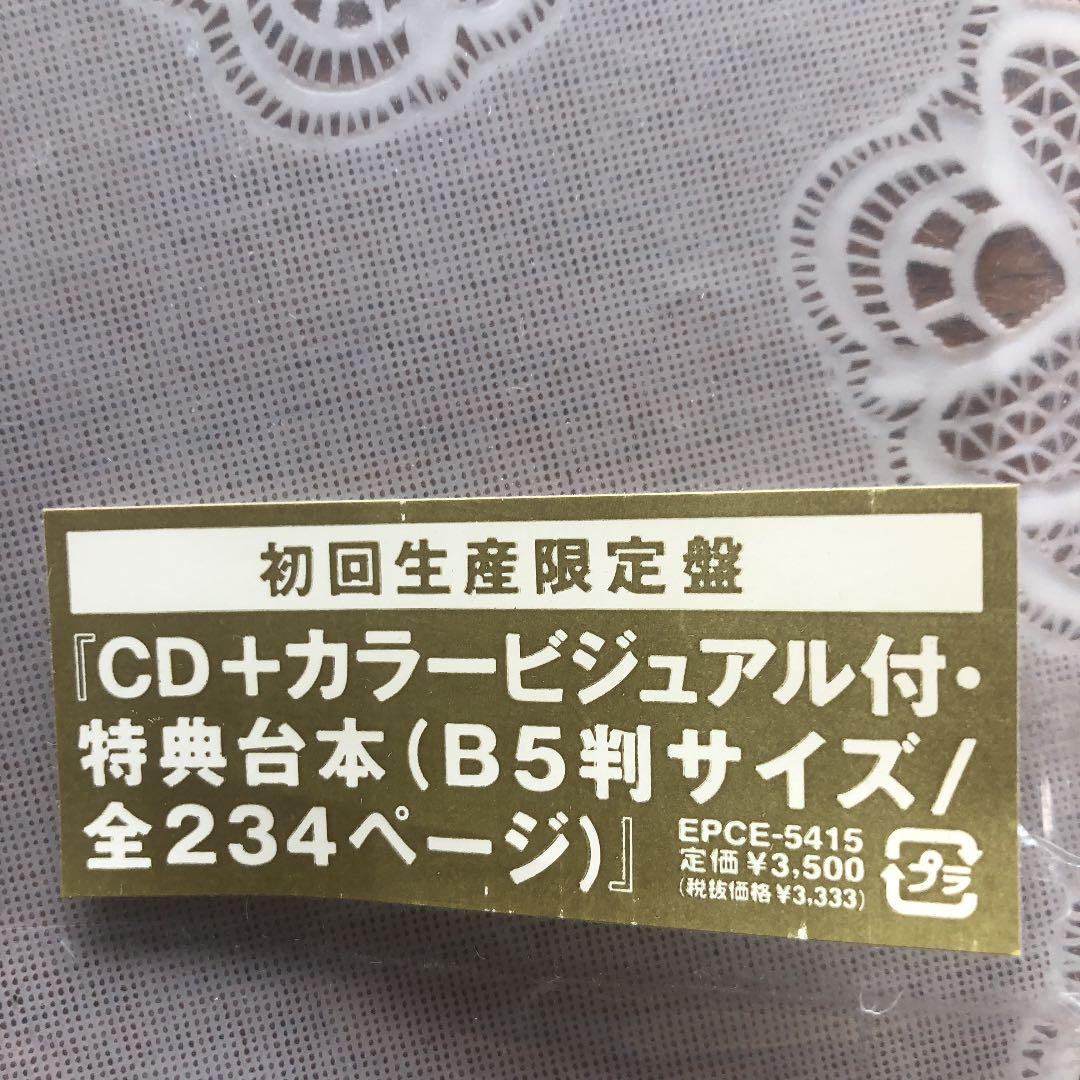 初回生産限定盤
『CD+カラービジュアル付・
特典台本(B5判サイズ/
全234ページ)』
EPCE-5415
定価¥3,500
(税抜価格¥3,333)
プラ